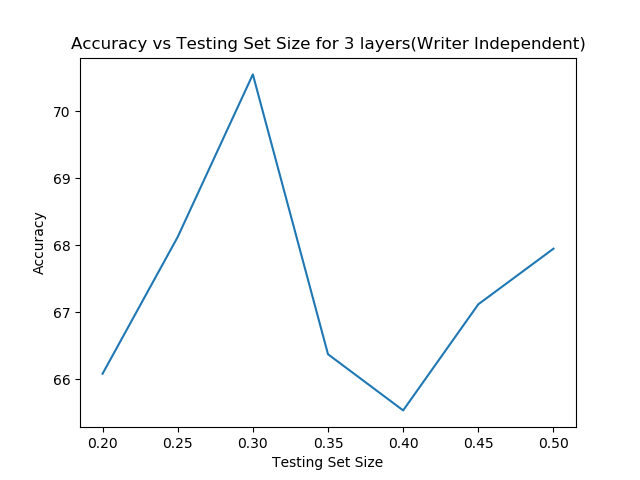 Accuracy vs Testing Set Size for 3 layers(Writer Independent)
70
69
68
67
66
Accuracy
0.20 0.25 0.30 0.35 0.40 0.45 0.50
Testing Set Size